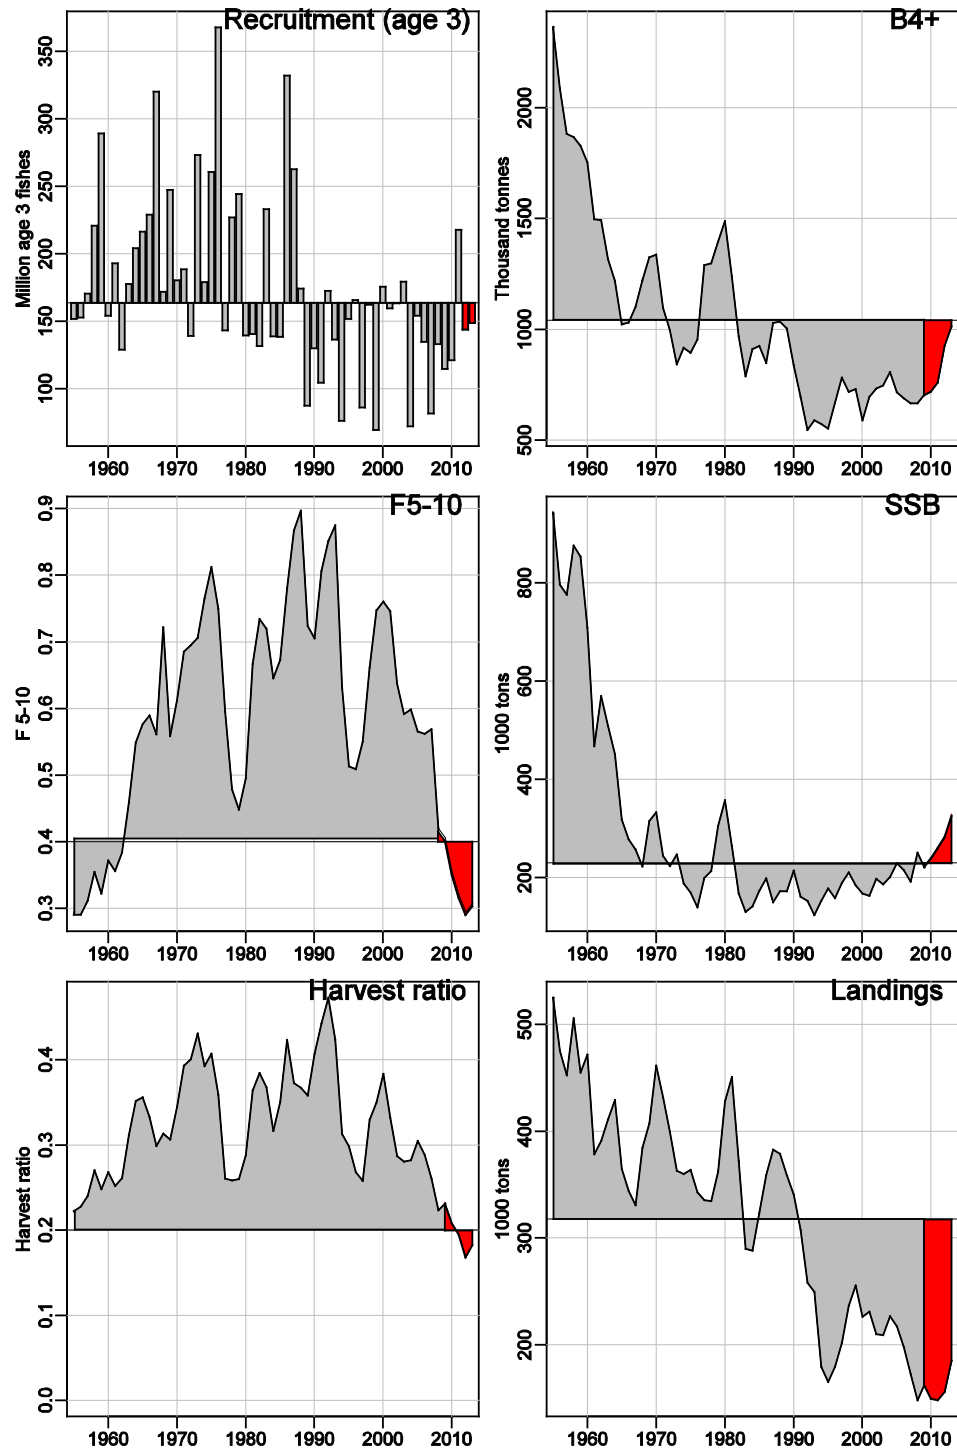 Recruitment (age 3)
Million age 3 fishes
350
300
250
200
150
100
1960 1970 1980 1990 2000 2010
B4+
Thousand tonnes
2000
1500
1000
500
1960 1970 1980 1990 2000 2010
F5-10
F 5-10
0.9
0.8
0.7
0.6
0.5
0.4
0.3
1960 1970 1980 1990 2000 2010
SSB
1000 tons
800
600
400
200
1960 1970 1980 1990 2000 2010
Harvest ratio
Harvest ratio
0.4
0.3
0.2
0.1
0.0
1960 1970 1980 1990 2000 2010
Landings
1000 tons
500
400
300
200
1960 1970 1980 1990 2000 2010